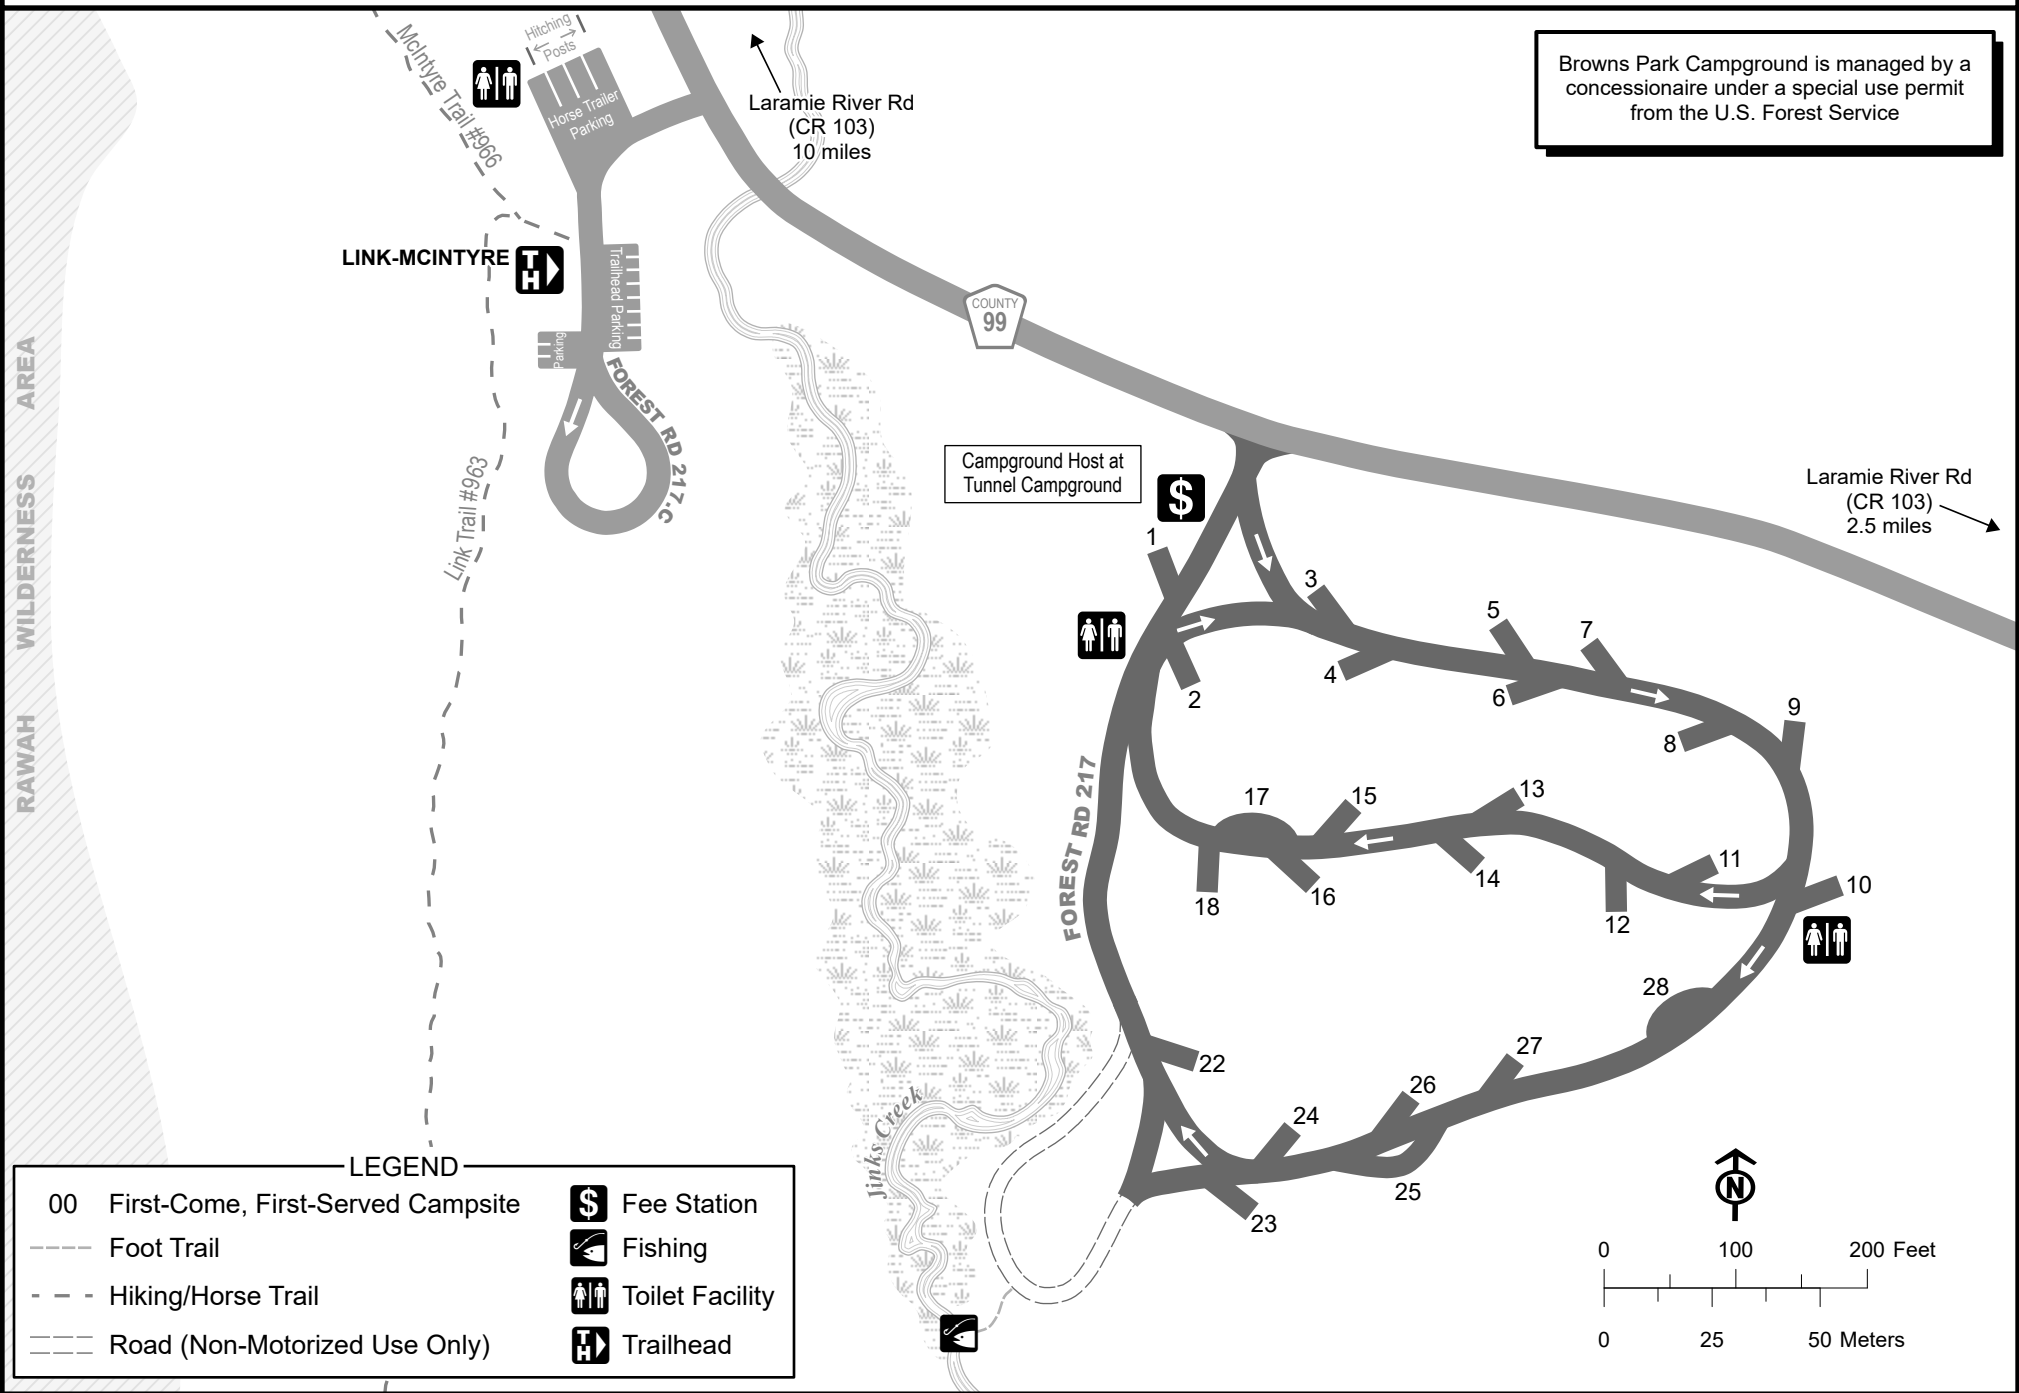 Hitching
Posts
McIntyre Trail #966
Horse Trailer
Parking
Laramie River Rd
(CR 103)
10 miles
Browns Park Campground is managed by a
concessionaire under a special use permit
from the U.S. Forest Service
LINK-MCINTYRE
TH
Trailhead Parking
Parking
FOREST RD 217.C
COUNTY
99
RAWAH WILDERNESS AREA
Link Trail #963
Campground Host at
Tunnel Campground
$
Laramie River Rd
(CR 103)
2.5 miles
1
2
3
4
5
6
7
8
9
FOREST RD 217
17
15
13
11
10
18
16
14
12
28
27
22
26
24
25
23
Jinks Creek
N
LEGEND
00 First-Come, First-Served Campsite
Foot Trail
Hiking/Horse Trail
Road (Non-Motorized Use Only)
$ Fee Station
Fishing
Toilet Facility
TH Trailhead
0 100 200 Feet
0 25 50 Meters